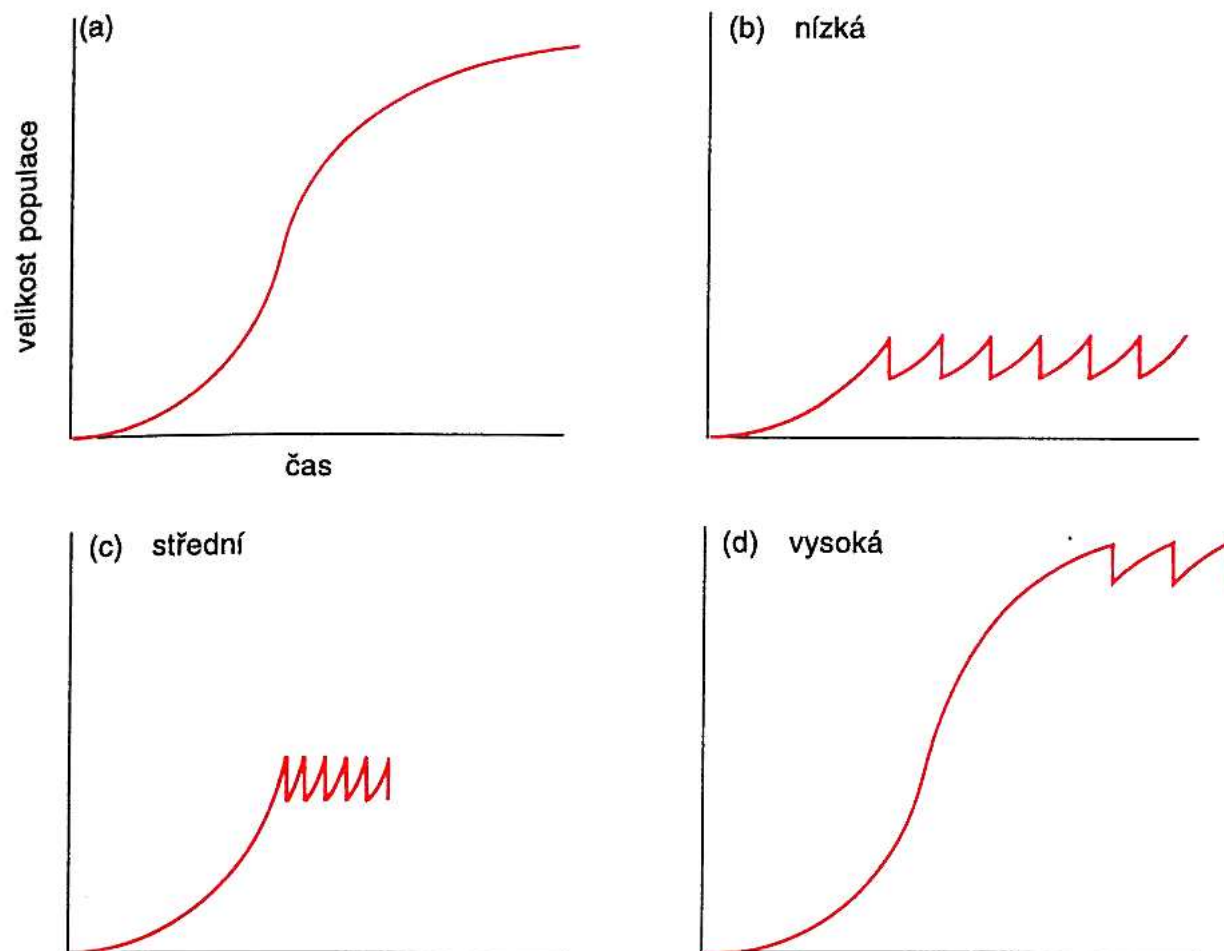 (a)
velikost populace
čas
(b) nízká
(c) střední
(d) vysoká